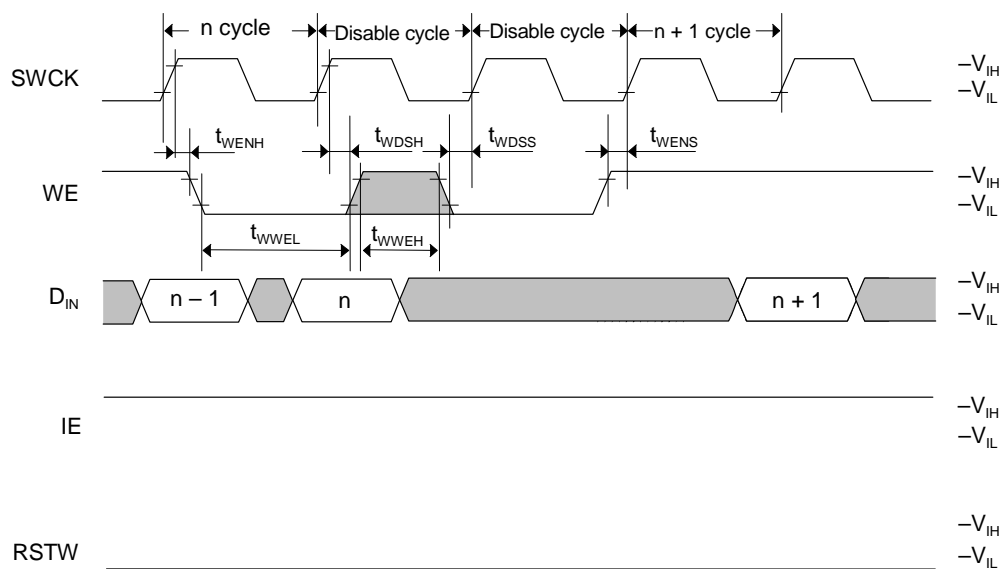 n cycle Disable cycle Disable cycle n + 1 cycle
SWCK –VIH
–VIL
tWENH tWDSH tWDSS tWENS
WE –VIH
–VIL
tWWEL tWWEH
DIN n – 1 n n + 1 –VIH
–VIL
IE –VIH
–VIL
RSTW –VIH
–VIL